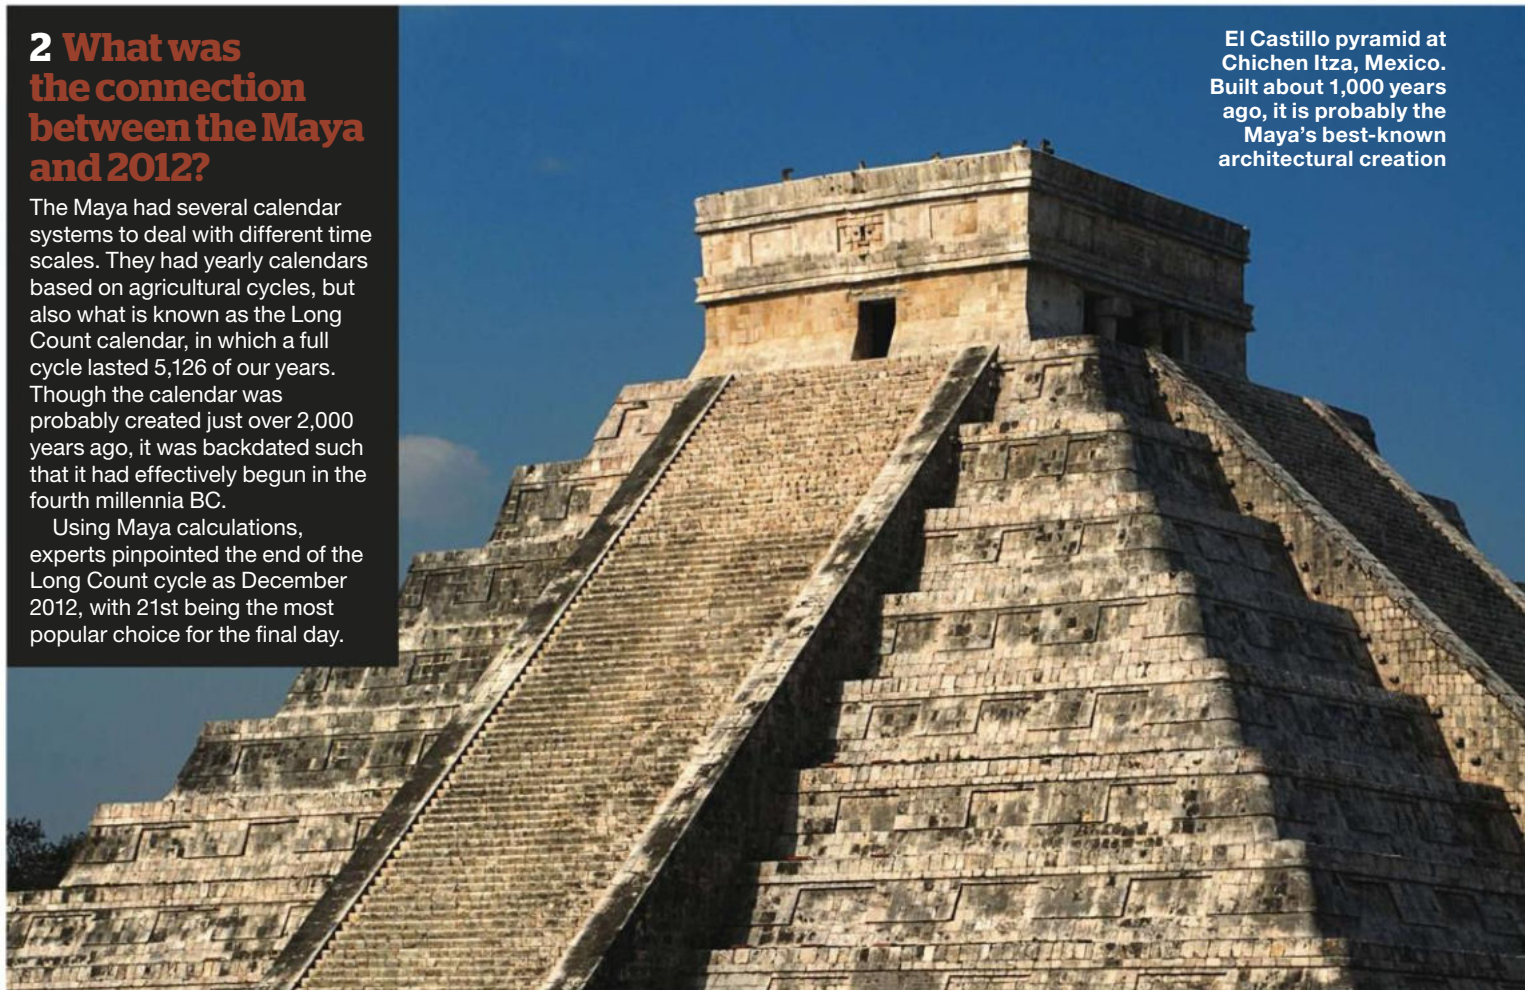 2 What was
the connection
between the Maya
and 2012?
The Maya had several calendar
systems to deal with different time
scales. They had yearly calendars
based on agricultural cycles, but
also what is known as the Long
Count calendar, in which a full
cycle lasted 5,126 of our years.
Though the calendar was
probably created just over 2,000
years ago, it was backdated such
that it had effectively begun in the
fourth millennia BC.
Using Maya calculations,
experts pinpointed the end of the
Long Count cycle as December
2012, with 21st being the most
popular choice for the final day.
El Castillo pyramid at
Chichen Itza, Mexico.
Built about 1,000 years
ago, it is probably the
Maya's best-known
architectural creation